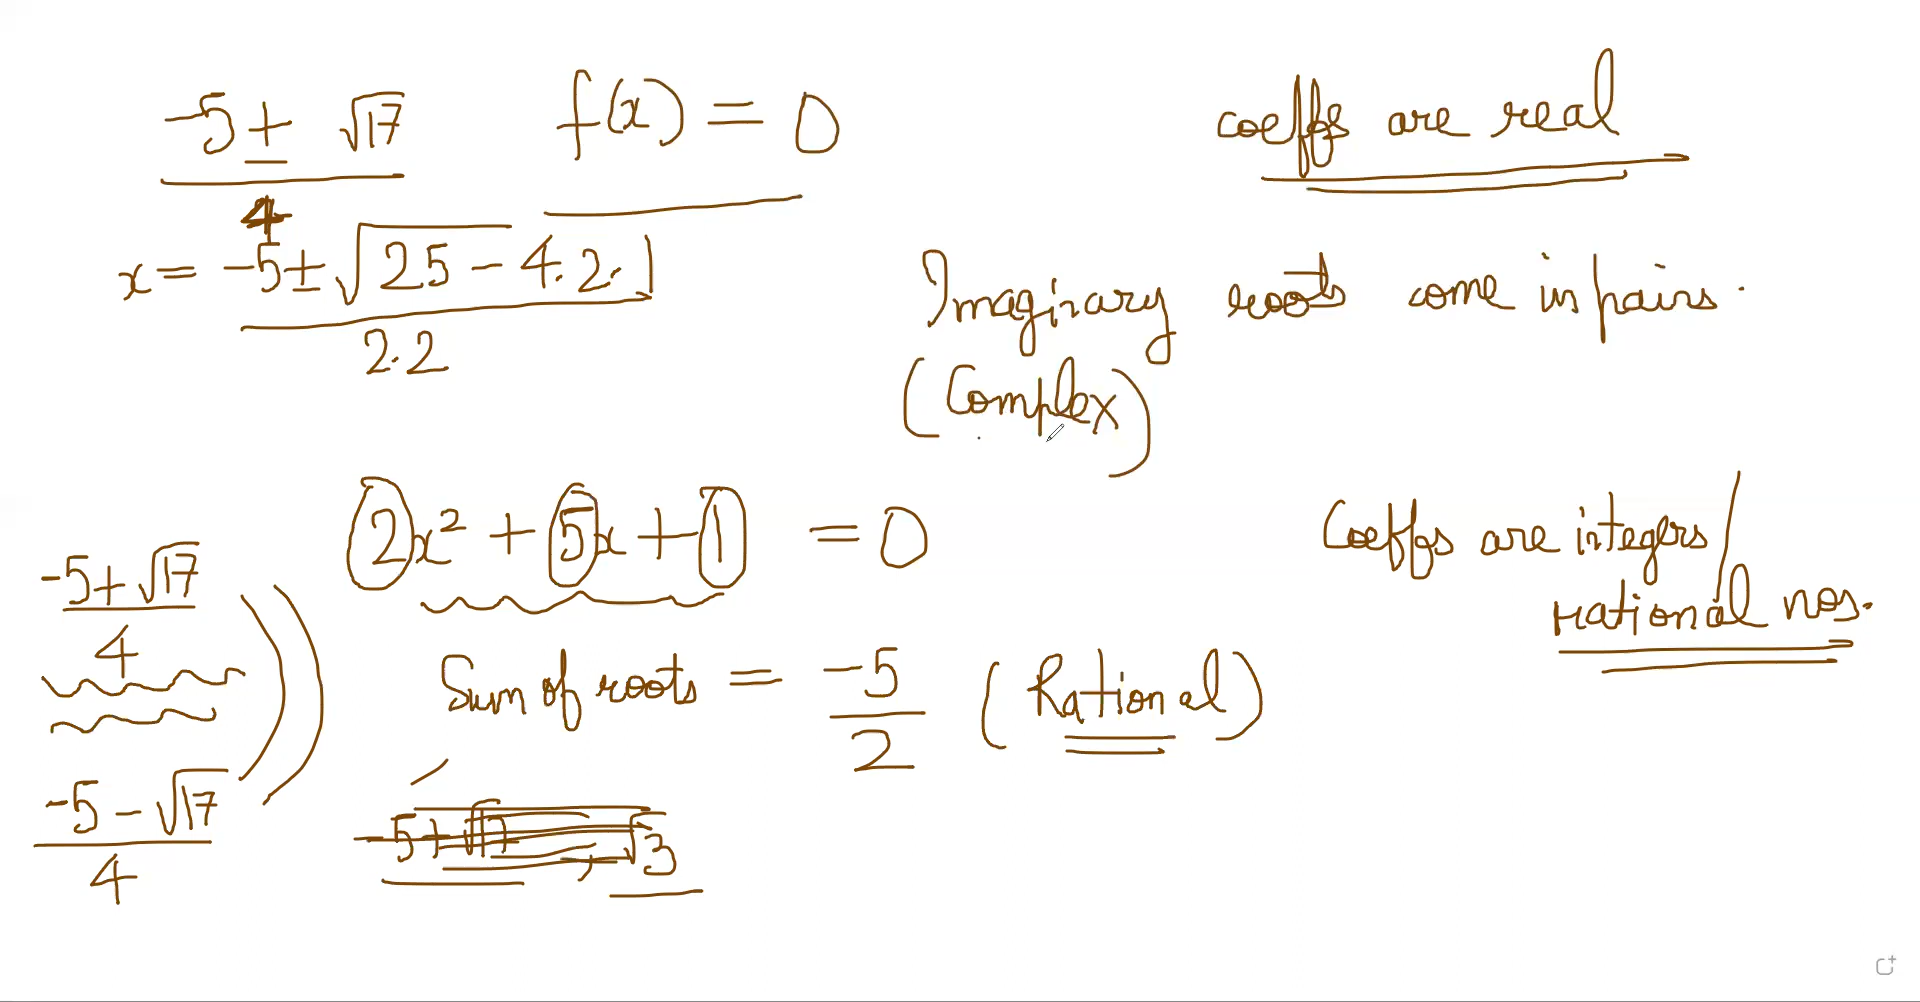 -5 ± √17 / 4
f(x) = 0
coeffs are real
x = -5 ± √25 - 4.2.1 / 2.2
Imaginary roots come in pairs.
(Complex)
2x² + 5x + 1 = 0
Coeffs are integers/
rational nos.
-5 + √17 / 4
Sum of roots = -5/2 (Rational)
-5 - √17 / 4
, √3